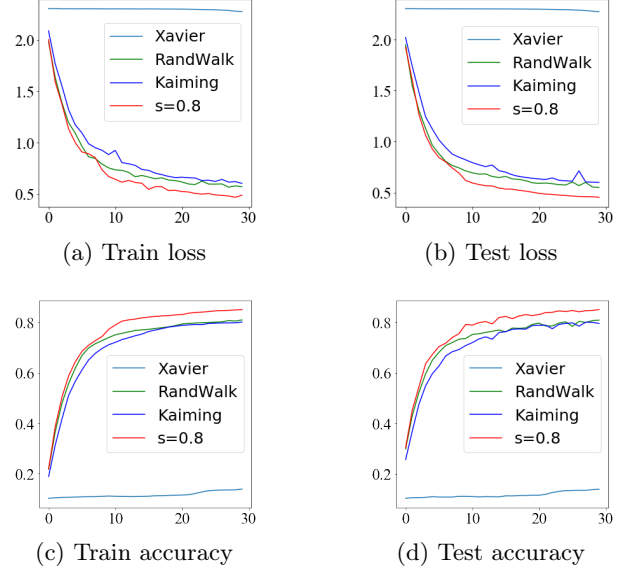 2.0
1.5
1.0
0.5
0 10 20 30
Xavier
RandWalk
Kaiming
s=0.8
(a) Train loss
2.0
1.5
1.0
0.5
0 10 20 30
Xavier
RandWalk
Kaiming
s=0.8
(b) Test loss
0.8
0.6
0.4
0.2
0 10 20 30
Xavier
RandWalk
Kaiming
s=0.8
(c) Train accuracy
0.8
0.6
0.4
0.2
0 10 20 30
Xavier
RandWalk
Kaiming
s=0.8
(d) Test accuracy